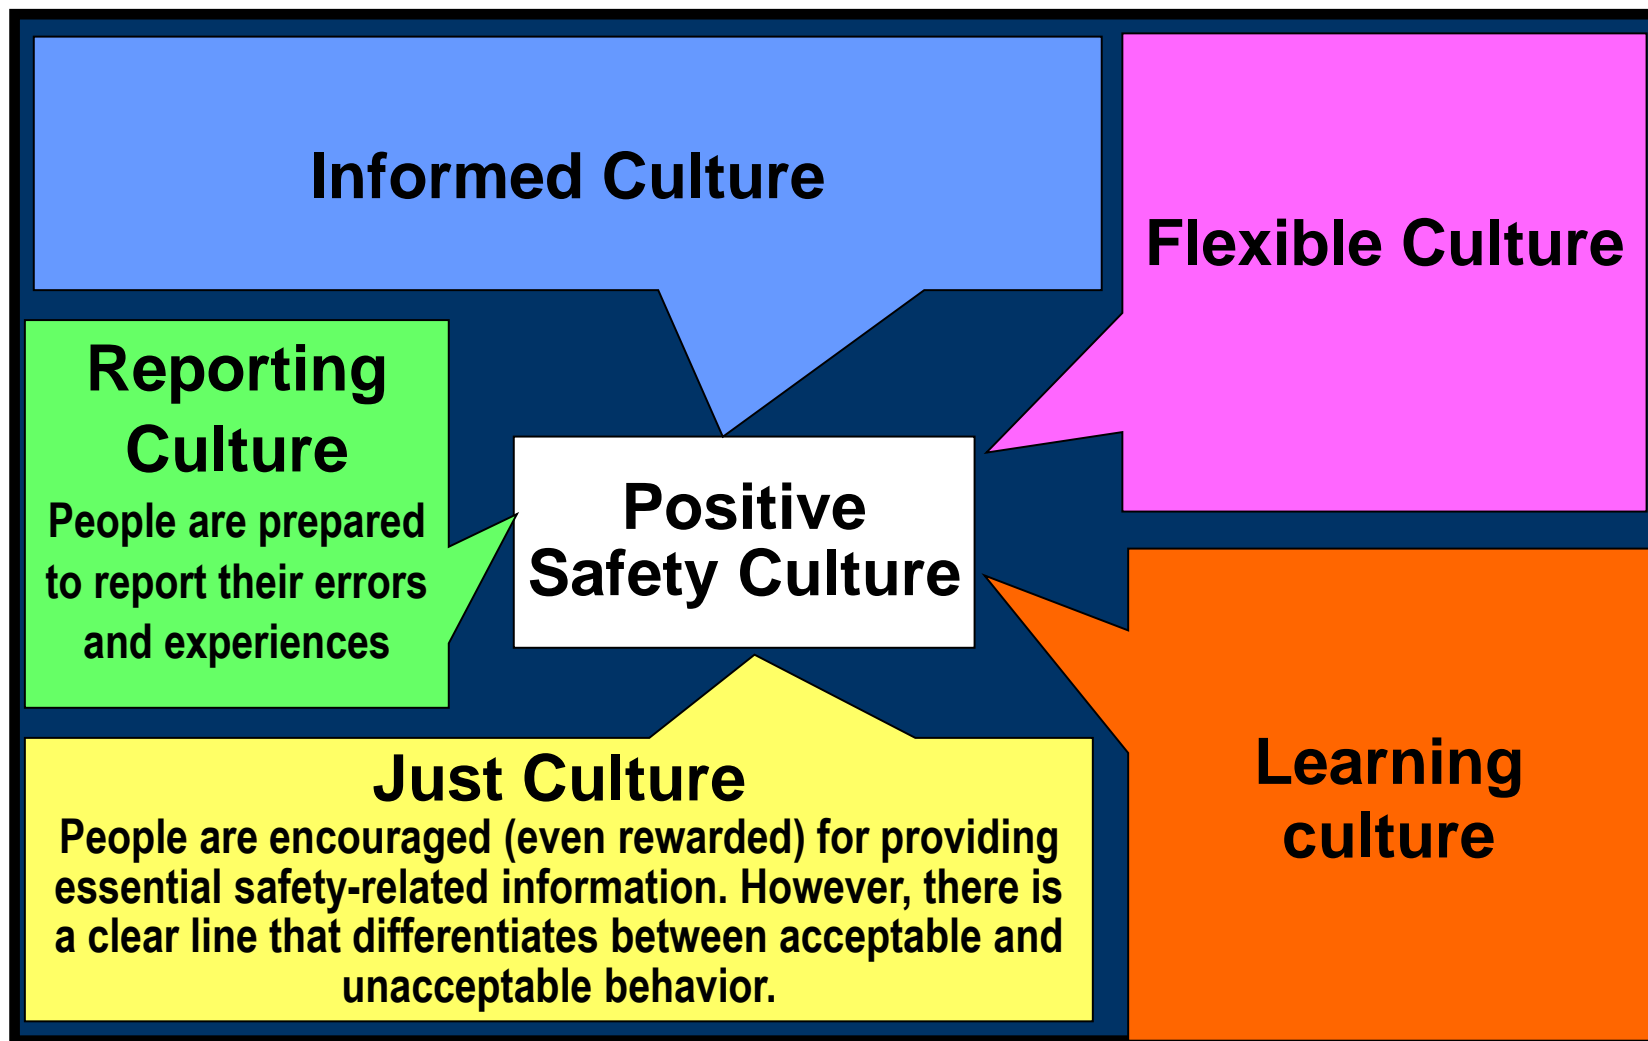 Informed Culture
Flexible Culture
Reporting
Culture
People are prepared
to report their errors
and experiences
Positive
Safety Culture
Just Culture
People are encouraged (even rewarded) for providing
essential safety-related information. However, there is
a clear line that differentiates between acceptable and
unacceptable behavior.
Learning
culture